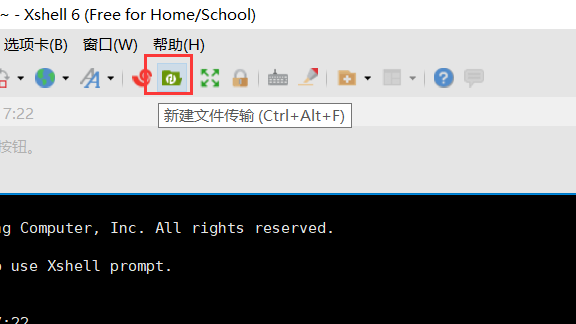 ~ - Xshell 6 (Free for Home/School)
选项卡(B) 窗口(W) 帮助(H)
7:22
新建文件传输 (Ctrl+Alt+F)
按钮。
ng Computer, Inc. All rights reserved.
o use Xshell prompt.
7:22